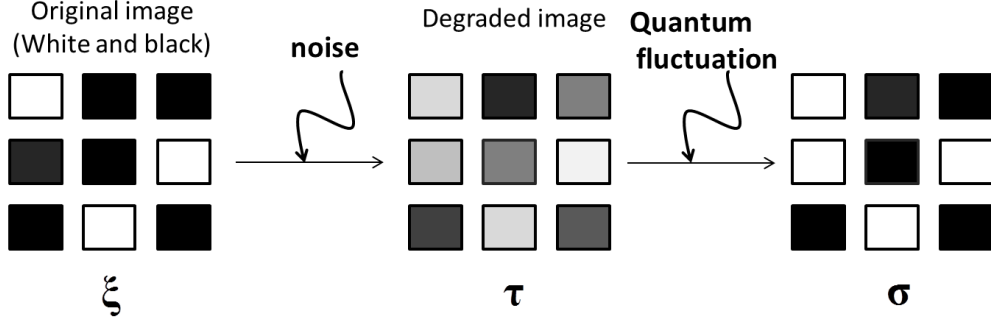 Original image
(White and black)
noise
Degraded image
Quantum
fluctuation
ξ
τ
σ